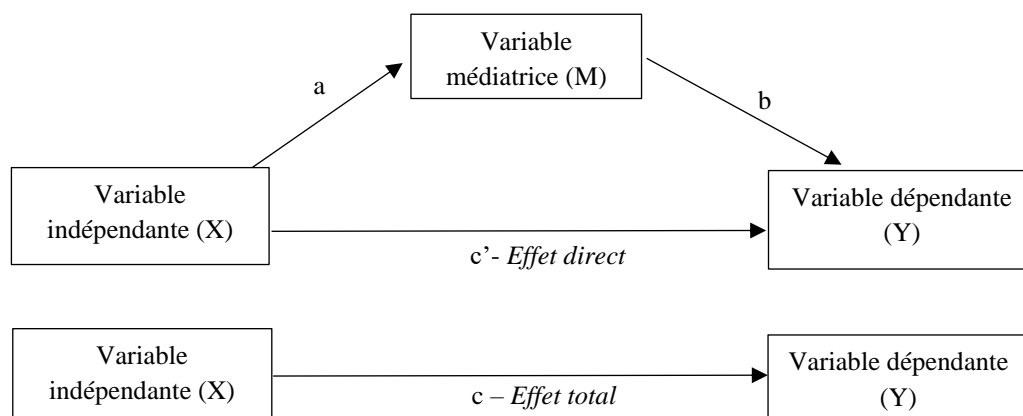 Variable
médiatrice (M)
a
b
Variable
indépendante (X)
Variable dépendante
(Y)
c’- Effet direct
Variable
indépendante (X)
Variable dépendante
(Y)
c – Effet total